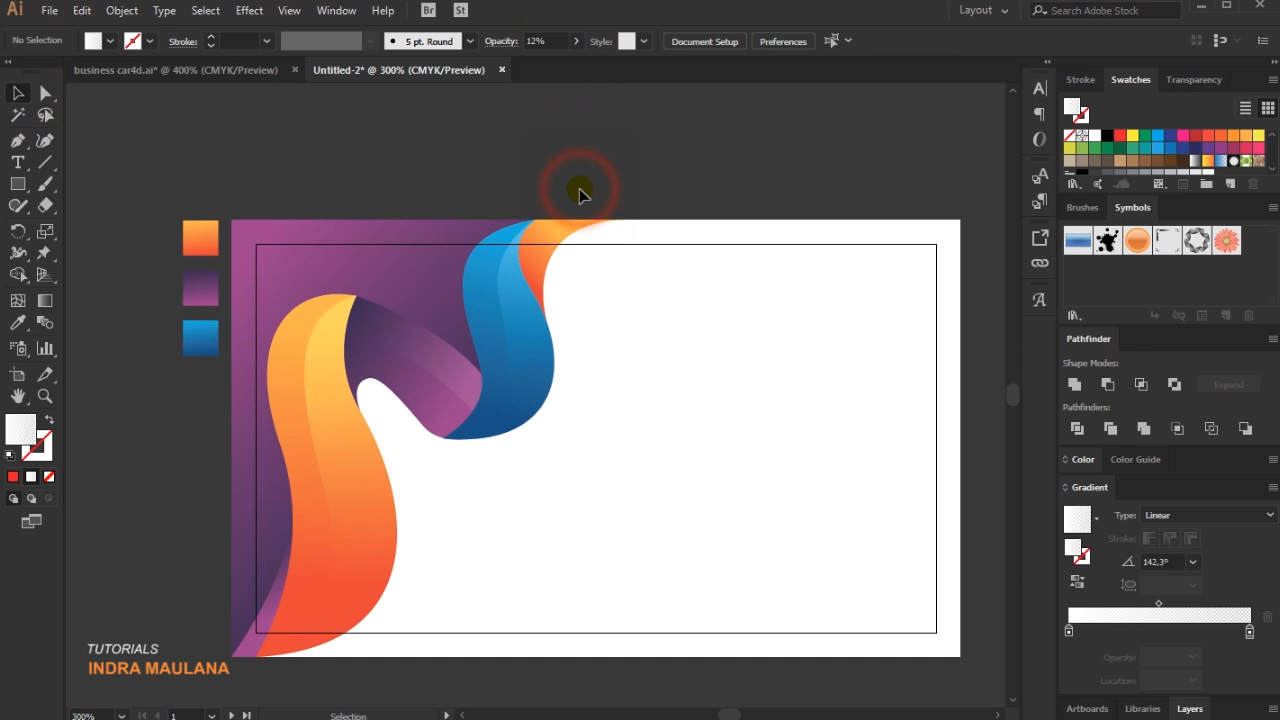 Ai File Edit Object Type Select Effect View Window Help Br St Layout Search Adobe Stock
No Selection Stroke: 5 pt. Round Opacity: 12% Style: Document Setup Preferences
business car4d.ai* @ 400% (CMYK/Preview) × Untitled-2* @ 300% (CMYK/Preview) ×
Stroke Swatches Transparency
Brushes Symbols
Pathfinder
Shape Modes:
Expand
Pathfinders:
Color Color Guide
Gradient
Type: Linear
Stroke:
142,3°
TUTORIALS
INDRA MAULANA
Opacity:
Location:
Artboards Libraries Layers
300% 1 Selection